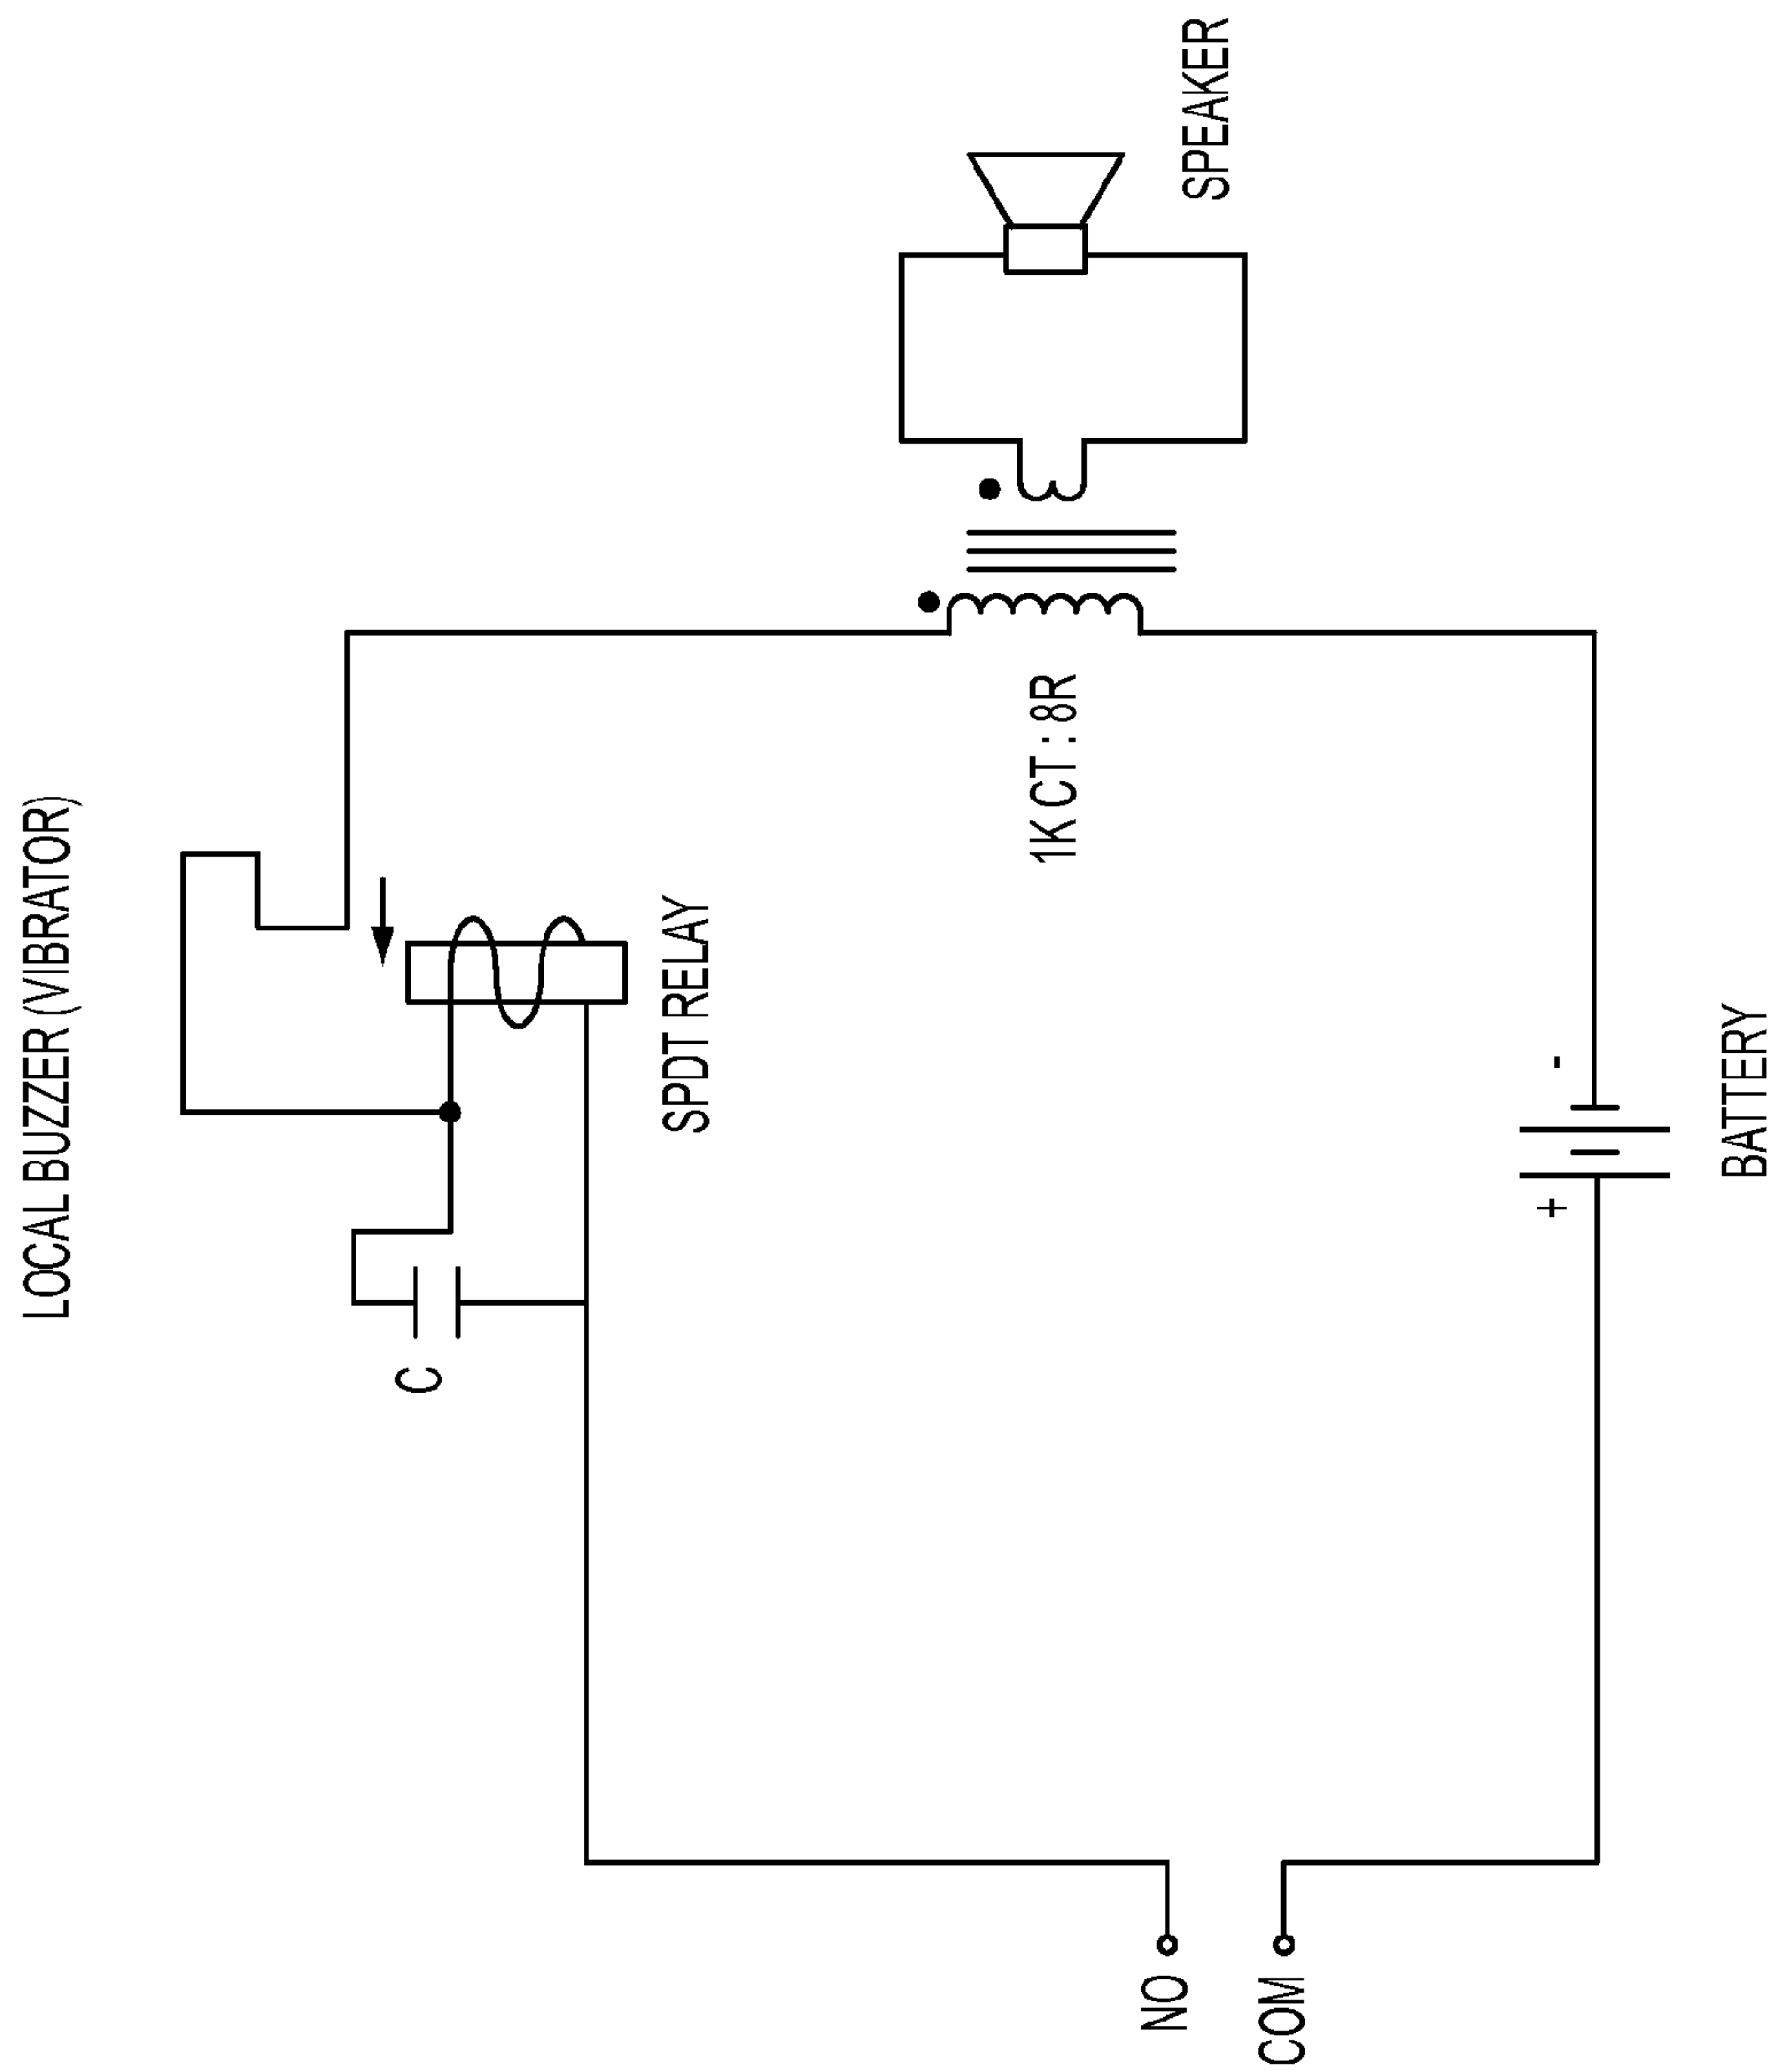 LOCAL BUZZER (VIBRATOR)
C
SPDT RELAY
1K CT : 8R
SPEAKER
NO
COM
+
-
BATTERY